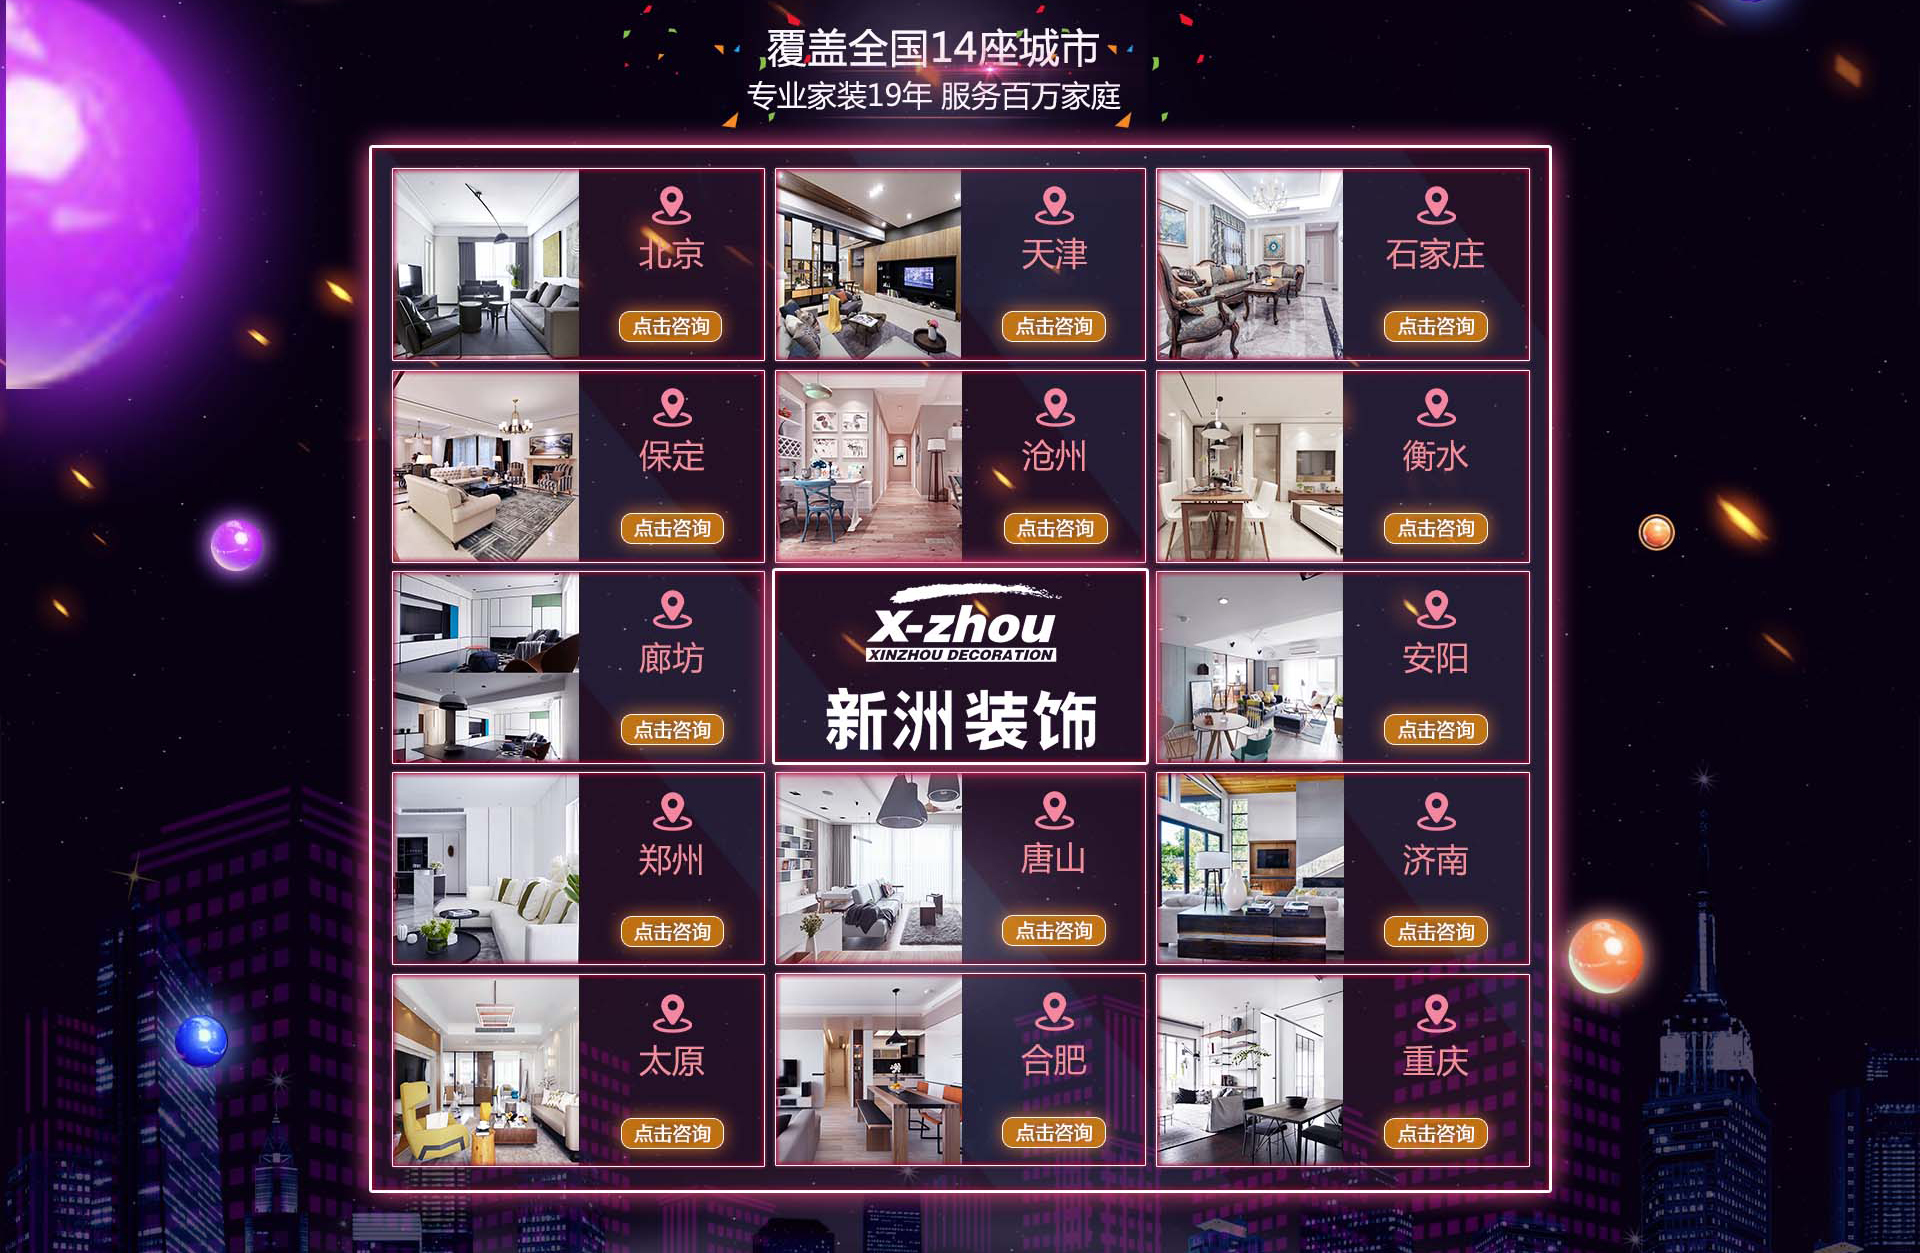 覆盖全国14座城市
专业家装19年 服务百万家庭
北京
点击咨询
天津
点击咨询
石家庄
点击咨询
保定
点击咨询
沧州
点击咨询
衡水
点击咨询
廊坊
点击咨询
X-zhou
XINZHOU DECORATION
新洲装饰
安阳
点击咨询
郑州
点击咨询
唐山
点击咨询
济南
点击咨询
太原
点击咨询
合肥
点击咨询
重庆
点击咨询